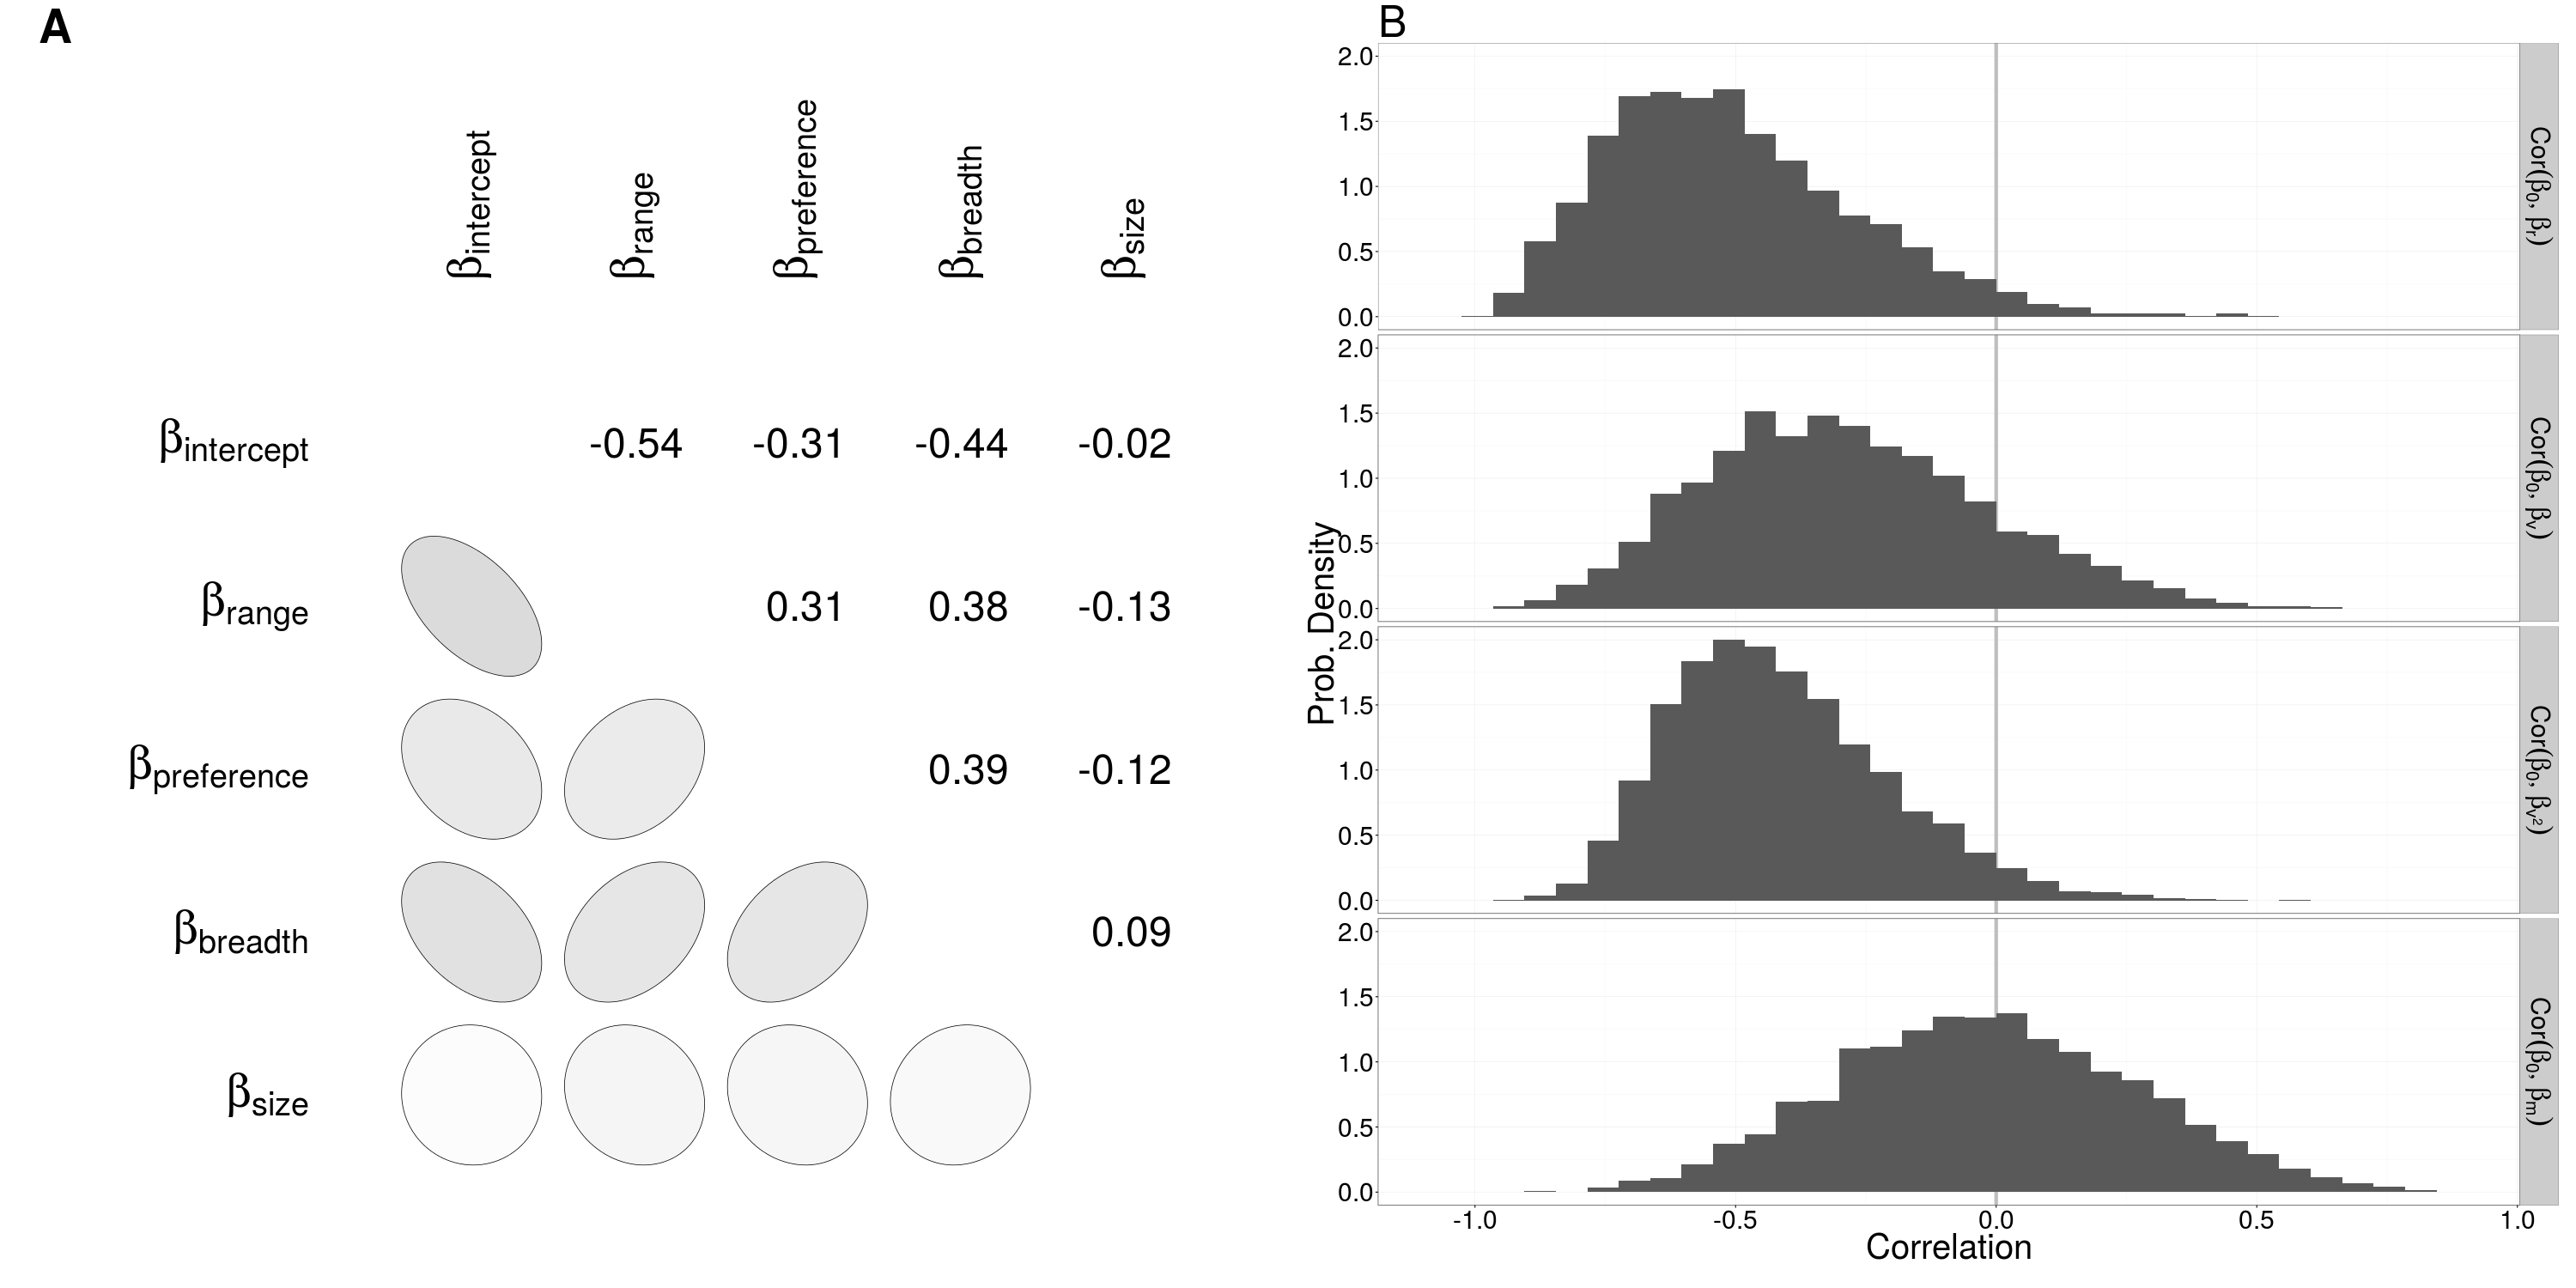 A
βintercept
βrange
βpreference
βbreadth
βsize
βintercept -0.54 -0.31 -0.44 -0.02
βrange 0.31 0.38 -0.13
βpreference 0.39 -0.12
βbreadth 0.09
βsize
B
Prob. Density
2.0
1.5
1.0
0.5
0.0
Cor(β0, βr)
2.0
1.5
1.0
0.5
0.0
Cor(β0, βv)
2.0
1.5
1.0
0.5
0.0
Cor(β0, βv²)
2.0
1.5
1.0
0.5
0.0
Cor(β0, βm)
-1.0 -0.5 0.0 0.5 1.0
Correlation